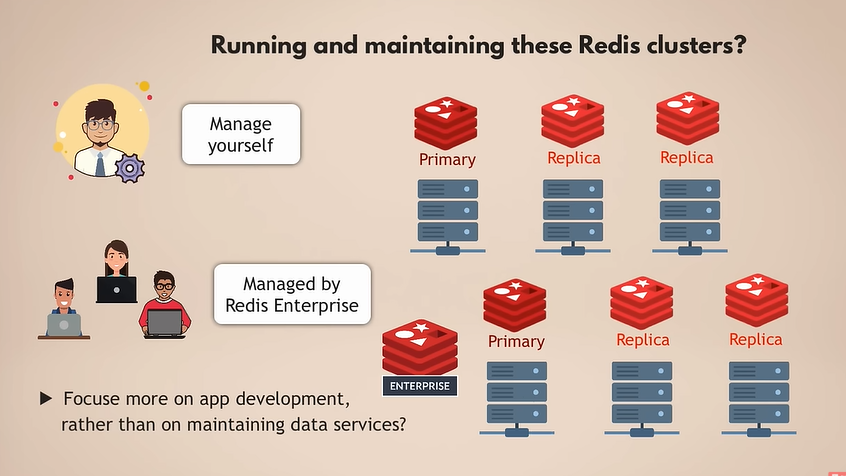 Running and maintaining these Redis clusters?
Manage
yourself
Primary
Replica
Replica
Managed by
Redis Enterprise
Primary
Replica
Replica
ENTERPRISE
Focuse more on app development,
rather than on maintaining data services?